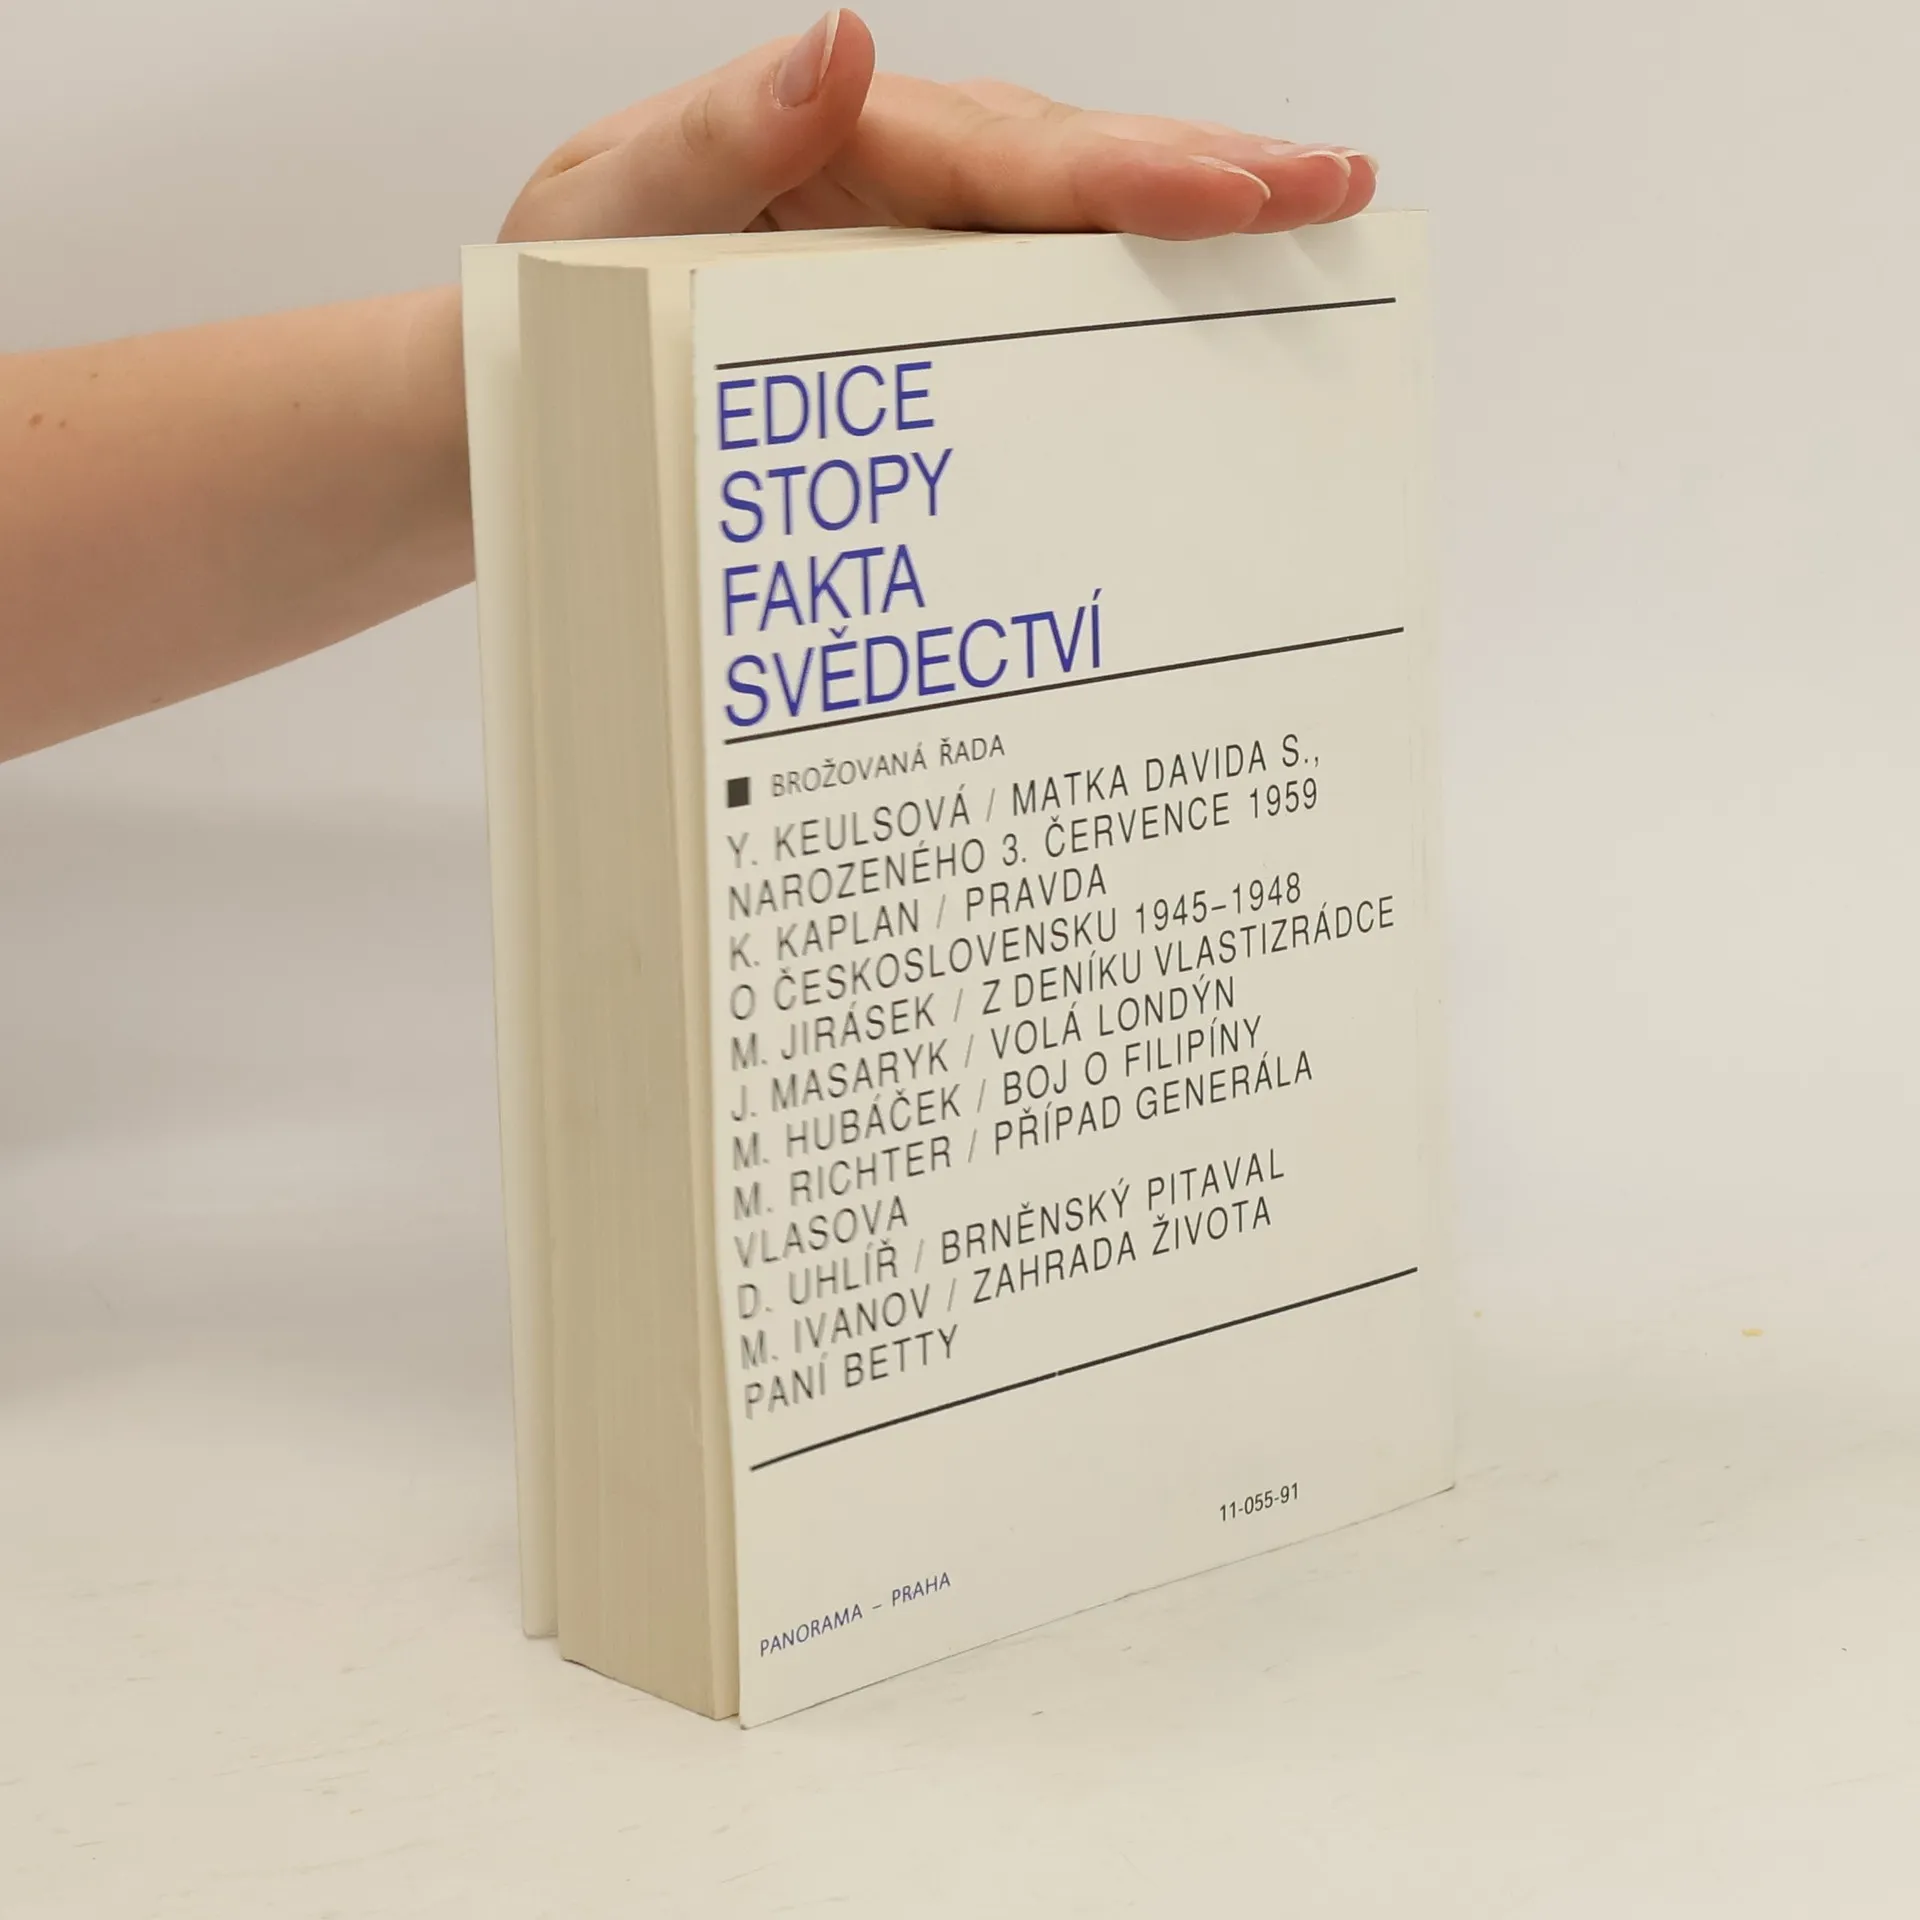 EDICE
STOPY
FAKTA
SVĚDECTVÍ
■ BROŽOVANÁ ŘADA
Y. KEULSOVÁ / MATKA DAVIDA S.,
NAROZENÉHO 3. ČERVENCE 1959
K. KAPLAN / PRAVDA
O ČESKOSLOVENSKU 1945–1948
M. JIRÁSEK / Z DENÍKU VLASTIZRÁDCE
J. MASARYK / VOLÁ LONDÝN
M. HUBÁČEK / BOJ O FILIPÍNY
M. RICHTER / PŘÍPAD GENERÁLA
VLASOVA
D. UHLÍŘ / BRNĚNSKÝ PITAVAL
M. IVANOV / ZAHRADA ŽIVOTA
PANÍ BETTY
11-055-91
PANORAMA – PRAHA